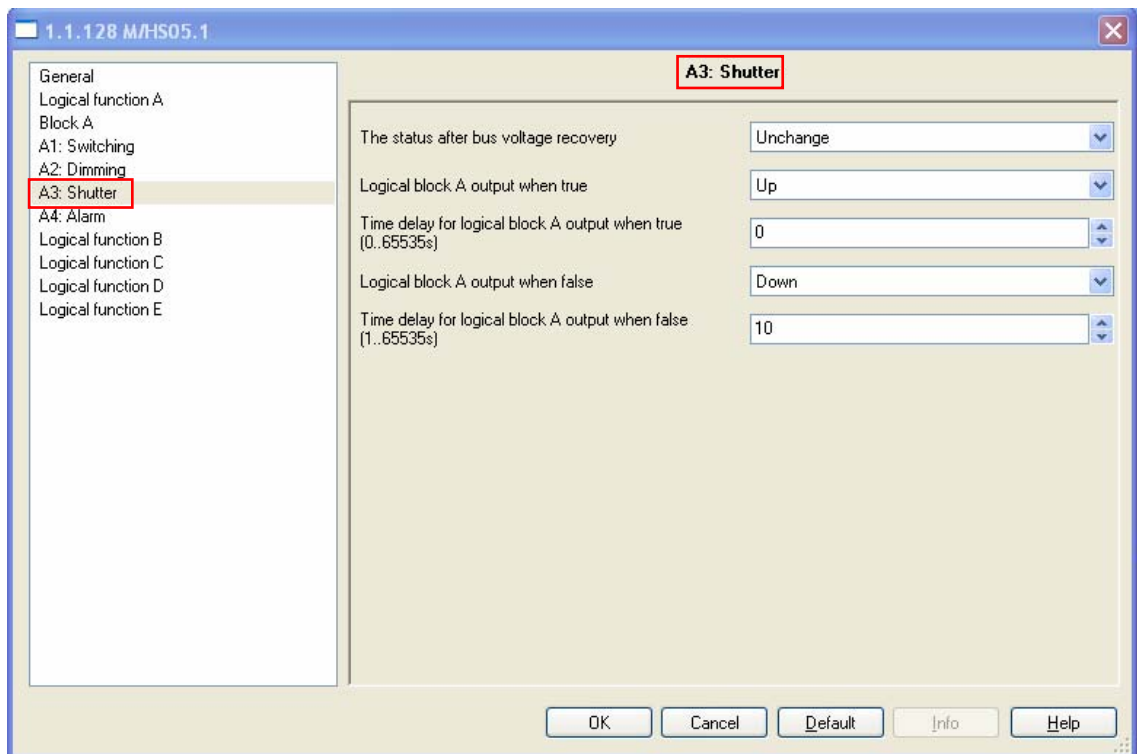 1.1.128 M/HS05.1
General
Logical function A
Block A
A1: Switching
A2: Dimming
A3: Shutter
A4: Alarm
Logical function B
Logical function C
Logical function D
Logical function E
A3: Shutter
The status after bus voltage recovery
Unchange
Logical block A output when true
Up
Time delay for logical block A output when true
(0..65535s)
0
Logical block A output when false
Down
Time delay for logical block A output when false
(1..65535s)
10
OK
Cancel
Default
Info
Help